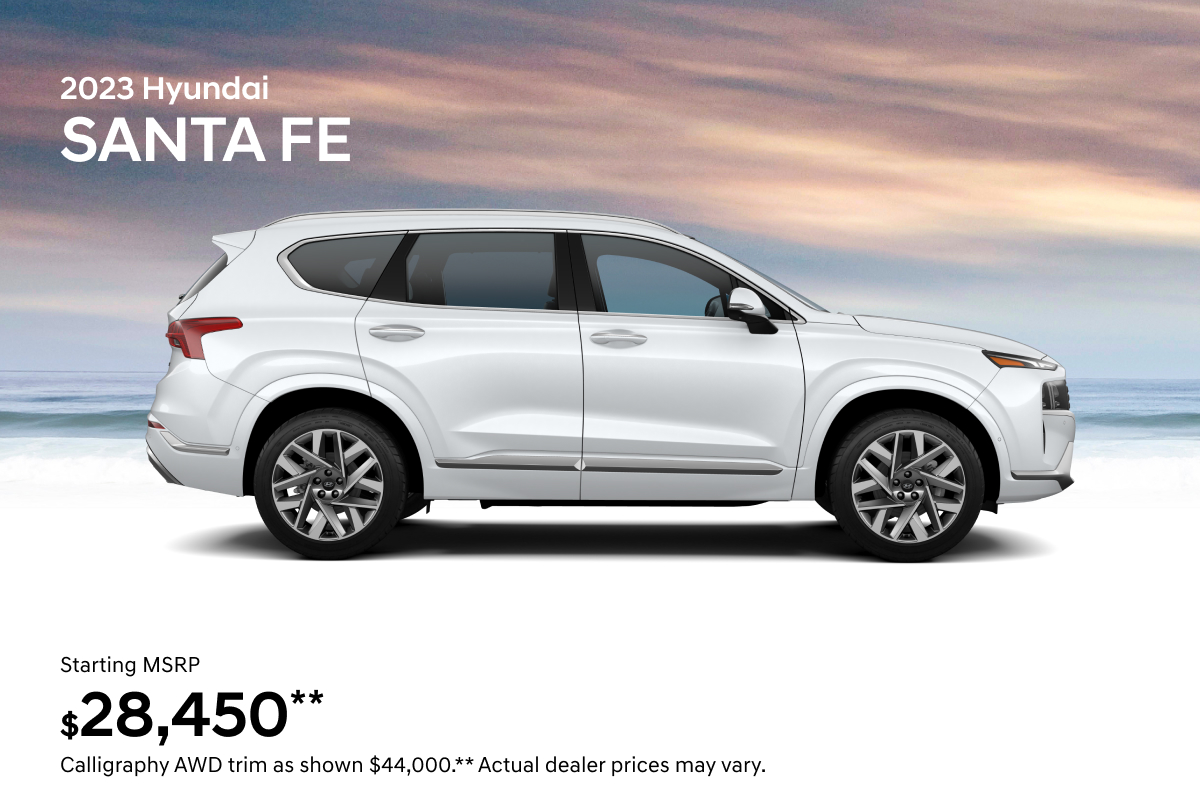 2023 Hyundai
SANTA FE
Starting MSRP
$28,450**
Calligraphy AWD trim as shown $44,000.** Actual dealer prices may vary.